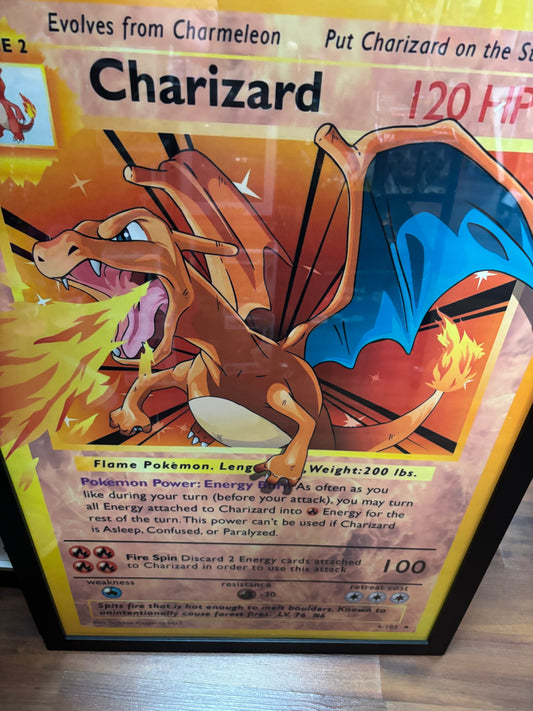 Evolves from Charmeleon
Put Charizard on the St
E 2
Charizard
120 HP
Flame Pokémon. Leng Weight: 200 lbs.
Pokémon Power: Energy Burn As often as you
like during your turn (before your attack), you may turn
all Energy attached to Charizard into Energy for the
rest of the turn. This power can't be used if Charizard
is Asleep, Confused, or Paralyzed.
Fire Spin Discard 2 Energy cards attached
to Charizard in order to use this attack.
100
weakness
resistance
retreat cost
-30
Spits fire that is hot enough to melt boulders. Known to
unintentionally cause forest fires. LV. 76 #6
4/102